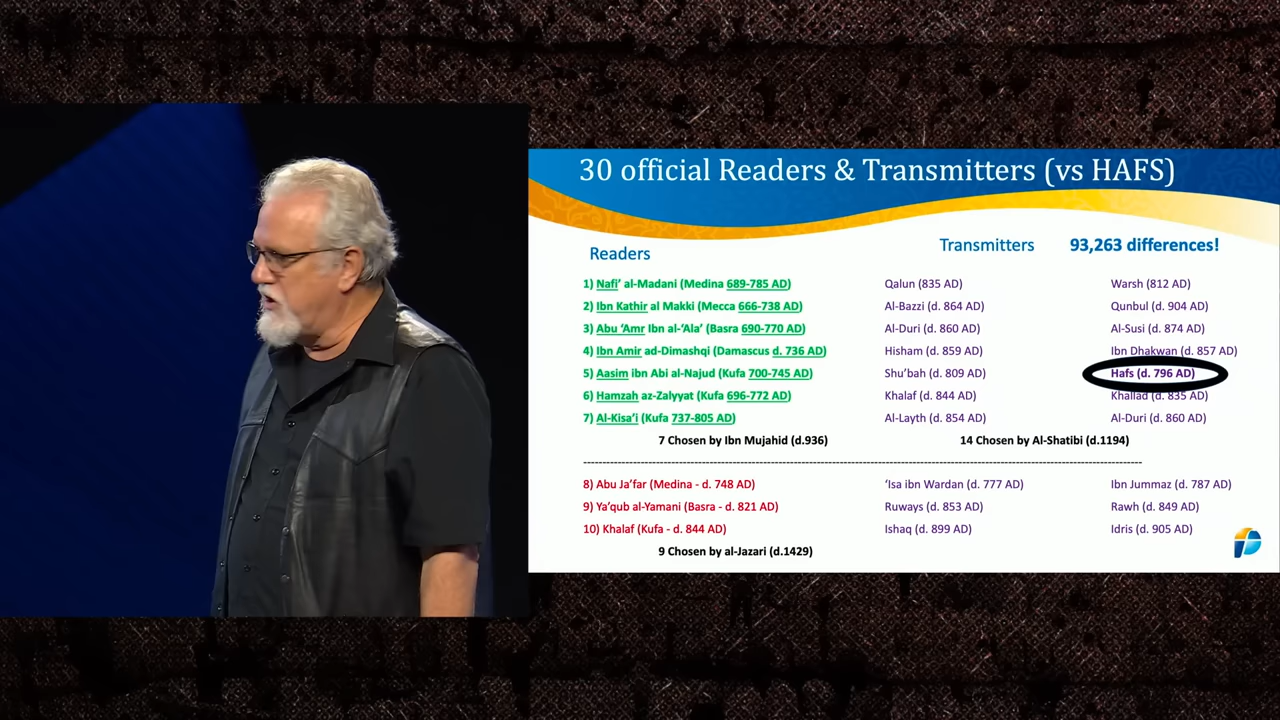 30 official Readers & Transmitters (vs HAFS)
Readers Transmitters 93,263 differences!
1) Nafi’ al-Madani (Medina 689-785 AD) Qalun (835 AD) Warsh (812 AD)
2) Ibn Kathir al Makki (Mecca 666-738 AD) Al-Bazzi (d. 864 AD) Qunbul (d. 904 AD)
3) Abu ‘Amr Ibn al-‘Ala’ (Basra 690-770 AD) Al-Duri (d. 860 AD) Al-Susi (d. 874 AD)
4) Ibn Amir ad-Dimashqi (Damascus d. 736 AD) Hisham (d. 859 AD) Ibn Dhakwan (d. 857 AD)
5) Aasim ibn Abi al-Najud (Kufa 700-745 AD) Shu’bah (d. 809 AD) Hafs (d. 796 AD)
6) Hamzah az-Zalyyat (Kufa 696-772 AD) Khalaf (d. 844 AD) Khallad (d. 835 AD)
7) Al-Kisa’i (Kufa 737-805 AD) Al-Layth (d. 854 AD) Al-Duri (d. 860 AD)
7 Chosen by Ibn Mujahid (d.936) 14 Chosen by Al-Shatibi (d.1194)
8) Abu Ja’far (Medina - d. 748 AD) ‘Isa ibn Wardan (d. 777 AD) Ibn Jummaz (d. 787 AD)
9) Ya’qub al-Yamani (Basra - d. 821 AD) Ruways (d. 853 AD) Rawh (d. 849 AD)
10) Khalaf (Kufa - d. 844 AD) Ishaq (d. 899 AD) Idris (d. 905 AD)
9 Chosen by al-Jazari (d.1429)